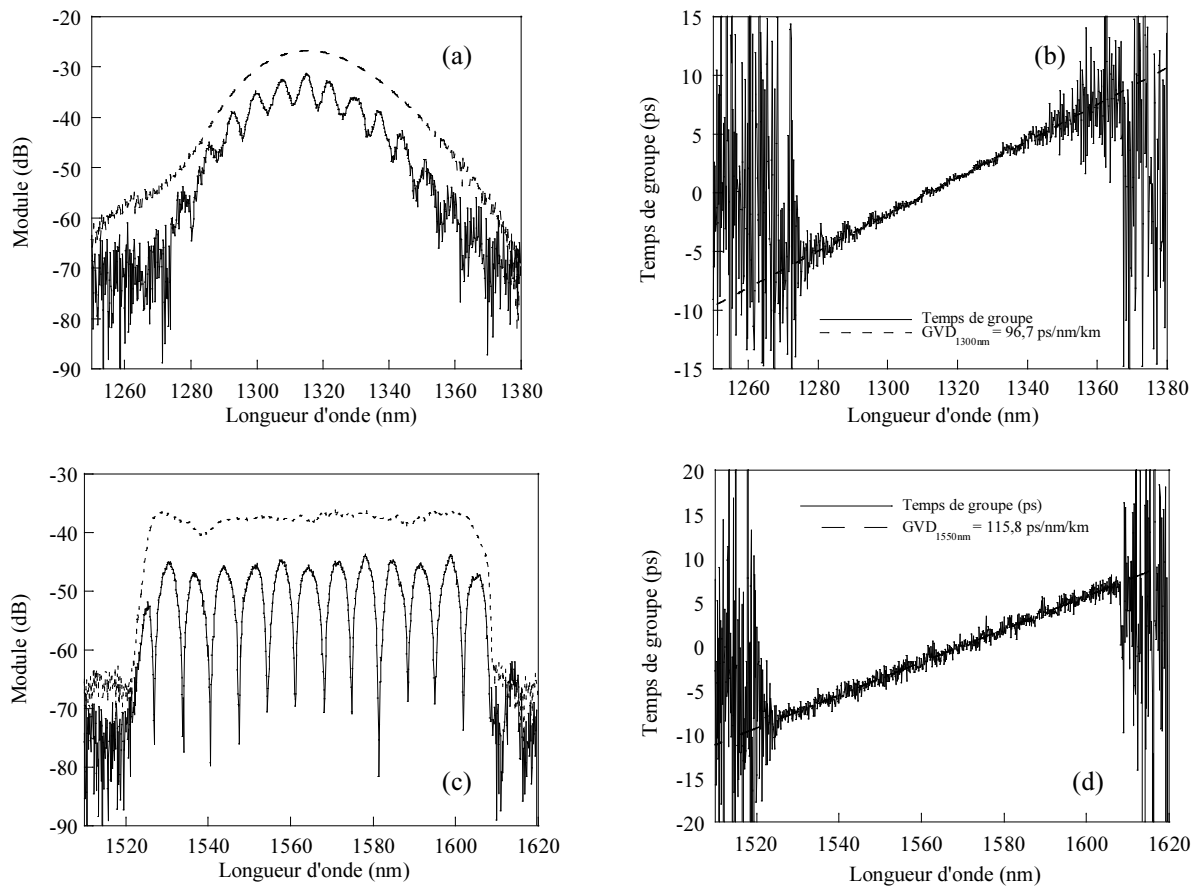 -20
-30
-40
-50
-60
-70
-80
-90
Module (dB)
(a)
1260 1280 1300 1320 1340 1360 1380
Longueur d'onde (nm)
15
10
5
0
-5
-10
-15
Temps de groupe (ps)
(b)
Temps de groupe
GVD1300nm = 96,7 ps/nm/km
1260 1280 1300 1320 1340 1360 1380
Longueur d'onde (nm)
-30
-40
-50
-60
-70
-80
-90
Module (dB)
(c)
1520 1540 1560 1580 1600 1620
Longueur d'onde (nm)
20
15
10
5
0
-5
-10
-15
-20
Temps de groupe (ps)
Temps de groupe (ps)
GVD1550nm = 115,8 ps/nm/km
(d)
1520 1540 1560 1580 1600 1620
Longueur d'onde (nm)